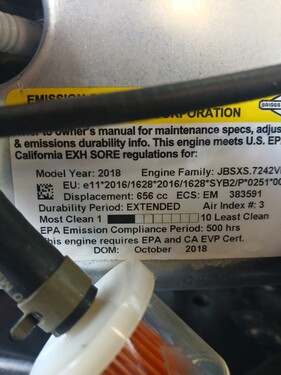 EMISSION
CORPORATION
BRIGGS
to owner's manual for maintenance specs, adjus
& emissions durability info. This engine meets U.S. EP
California EXH SORE regulations for:
Model Year: 2018 Engine Family: JBSXS.7242V
EU: e11*2016/1628*2016/1628*SYB2/P*0251*0
Displacement: 656 cc ECS: EM 383591
Durability Period: EXTENDED Air Index #: 3
Most Clean 1 10 Least Clean
EPA Emission Compliance Period: 500 hrs
This engine requires EPA and CA EVP Cert.
DOM: October 2018